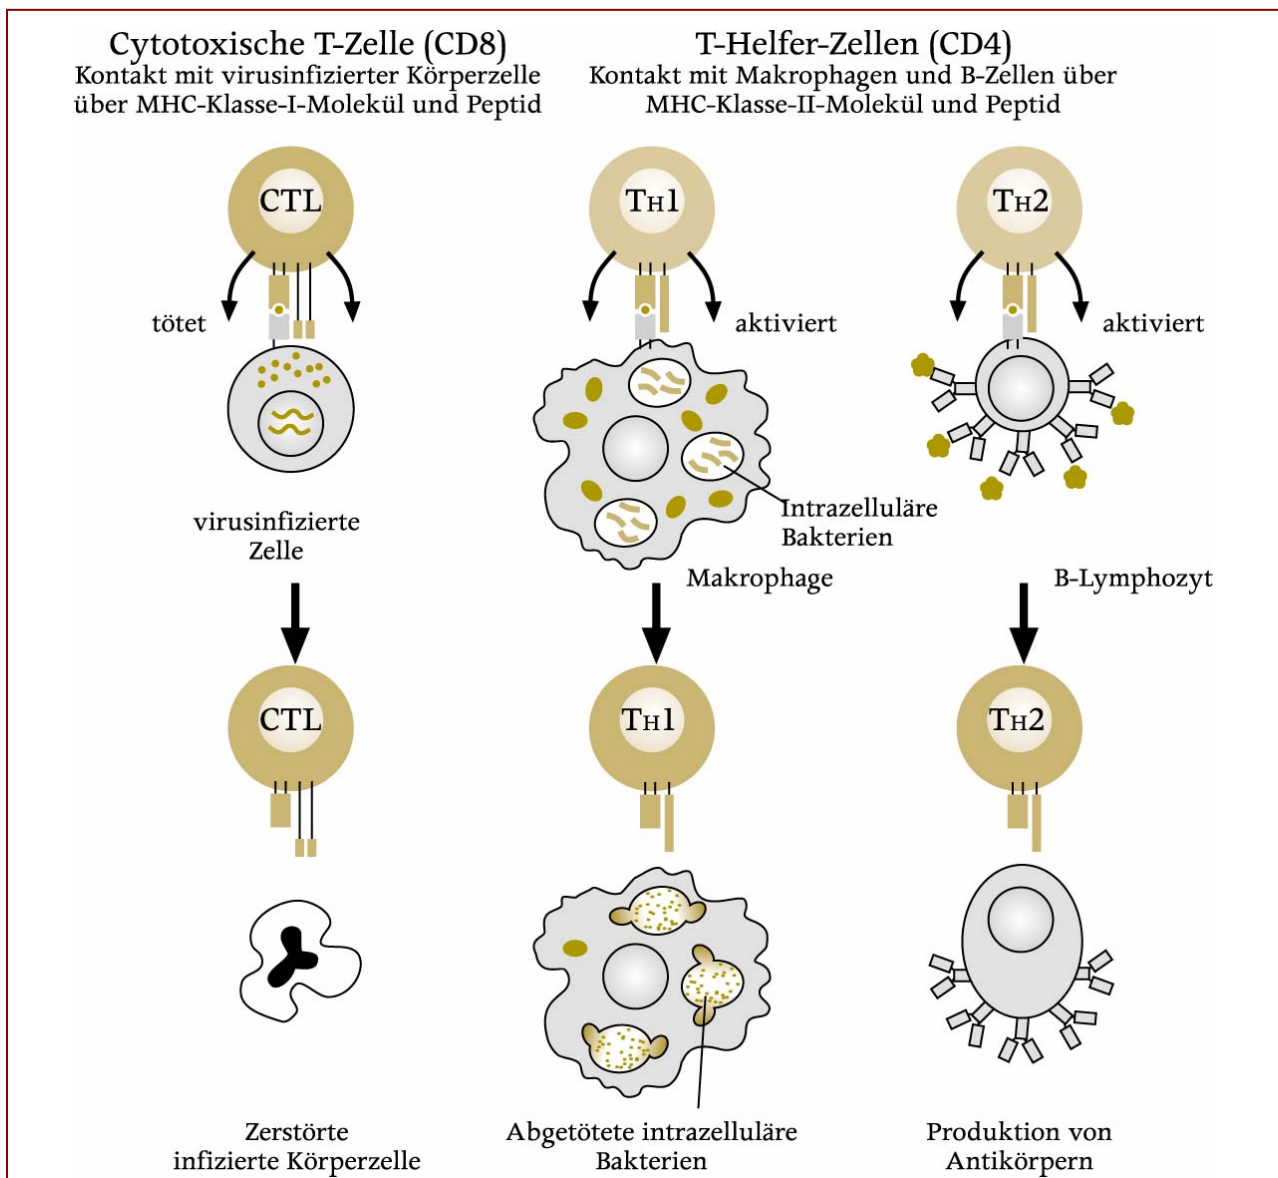 Cytotoxische T-Zelle (CD8)
Kontakt mit virusinfizierter Körperzelle
über MHC-Klasse-I-Molekül und Peptid
T-Helfer-Zellen (CD4)
Kontakt mit Makrophagen und B-Zellen über
MHC-Klasse-II-Molekül und Peptid
CTL
TH1
TH2
tötet
aktiviert
aktiviert
virusinfizierte
Zelle
Intrazelluläre
Bakterien
Makrophage
B-Lymphozyt
CTL
TH1
TH2
Zerstörte
infizierte Körperzelle
Abgetötete intrazelluläre
Bakterien
Produktion von
Antikörpern